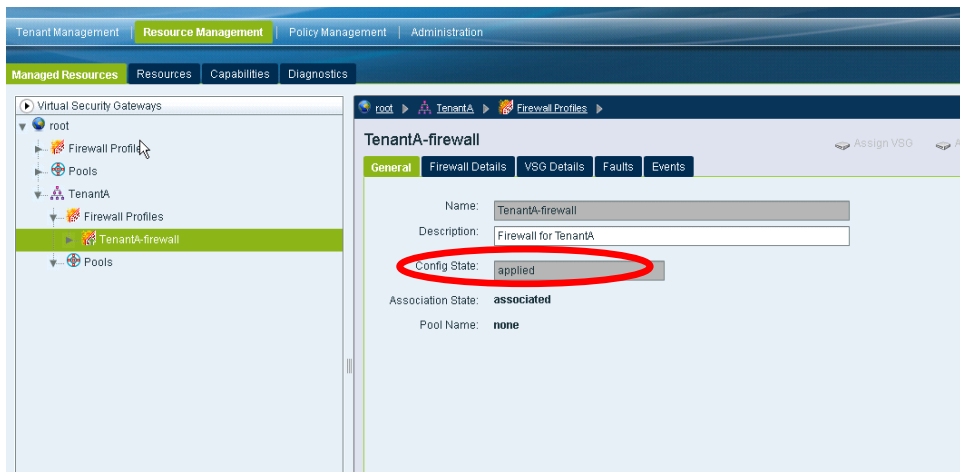 Tenant Management | Resource Management | Policy Management | Administration
Managed Resources Resources Capabilities Diagnostics
Virtual Security Gateways
root
Firewall Profiles
Pools
TenantA
Firewall Profiles
TenantA-firewall
Pools
root TenantA Firewall Profiles
TenantA-firewall
Assign VSG A
General Firewall Details VSG Details Faults Events
Name: TenantA-firewall
Description: Firewall for TenantA
Config State: applied
Association State: associated
Pool Name: none